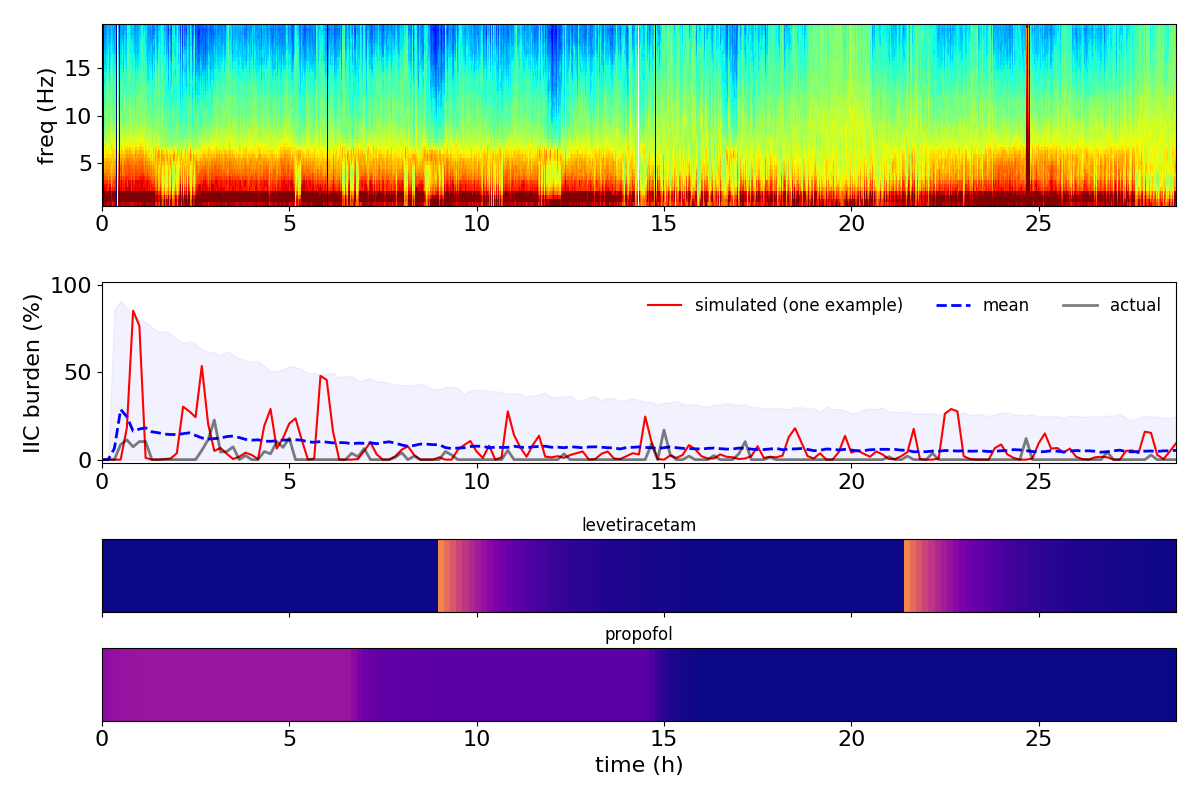 freq (Hz)
15
10
5
0 5 10 15 20 25
IIC burden (%)
100
50
0
simulated (one example) mean actual
0 5 10 15 20 25
levetiracetam
propofol
0 5 10 15 20 25
time (h)